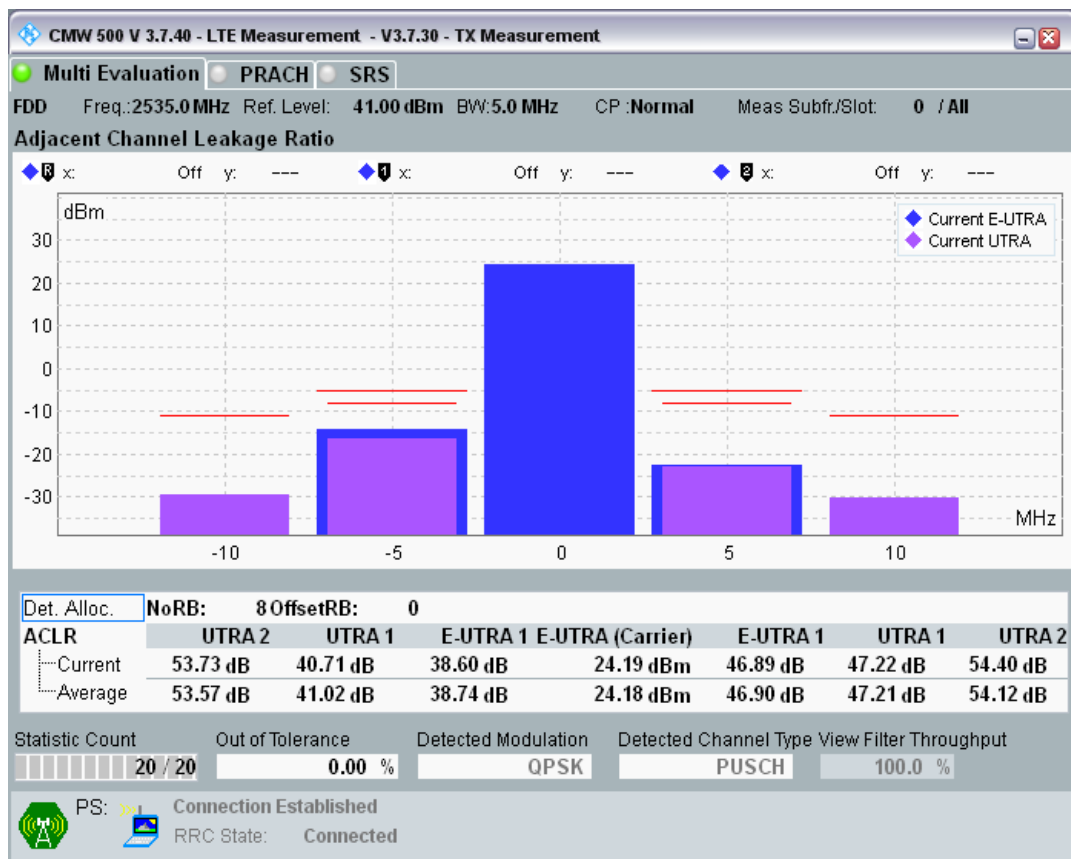 CMW 500 V 3.7.40 - LTE Measurement - V3.7.30 - TX Measurement
Multi Evaluation PRACH SRS
FDD Freq.:2535.0 MHz Ref. Level: 41.00 dBm BW:5.0 MHz CP :Normal Meas Subfr./Slot: 0 / All
Adjacent Channel Leakage Ratio
R x: Off y: --- 1 x: Off y: --- 2 x: Off y: ---
dBm
Current E-UTRA
Current UTRA
30
20
10
0
-10
-20
-30
MHz
-10 -5 0 5 10
Det. Alloc. NoRB: 8 OffsetRB: 0
ACLR UTRA 2 UTRA 1 E-UTRA 1 E-UTRA (Carrier) E-UTRA 1 UTRA 1 UTRA 2
Current 53.73 dB 40.71 dB 38.60 dB 24.19 dBm 46.89 dB 47.22 dB 54.40 dB
Average 53.57 dB 41.02 dB 38.74 dB 24.18 dBm 46.90 dB 47.21 dB 54.12 dB
Statistic Count Out of Tolerance Detected Modulation Detected Channel Type View Filter Throughput
20 / 20 0.00 % QPSK PUSCH 100.0 %
PS: Connection Established
RRC State: Connected